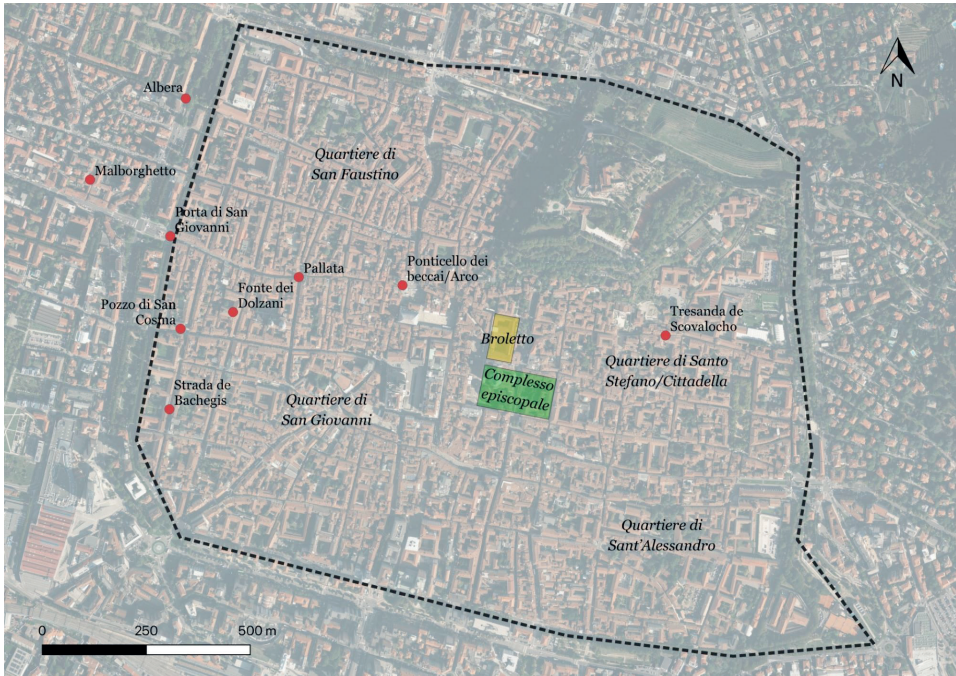 N
Albera
Quartiere di
San Faustino
Malborghetto
Porta di San
Giovanni
Pallata
Ponticello dei
beccai/Arco
Fonte dei
Dolzani
Pozzo di San
Cosma
Tresanda de
Scovalocho
Broletto
Quartiere di Santo
Stefano/Cittadella
Complesso
episcopale
Strada de
Bachegis
Quartiere di
San Giovanni
Quartiere di
Sant'Alessandro
0 250 500 m